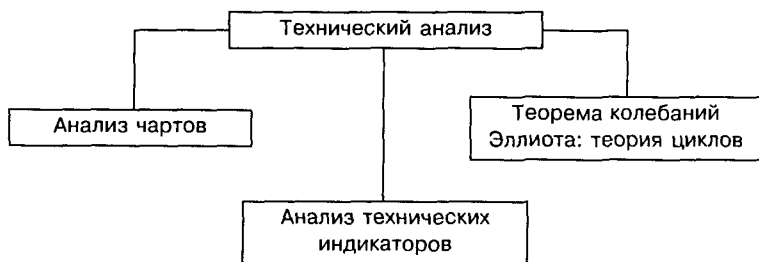 Технический анализ
Анализ чартов
Теорема колебаний
Эллиота: теория циклов
Анализ технических
индикаторов